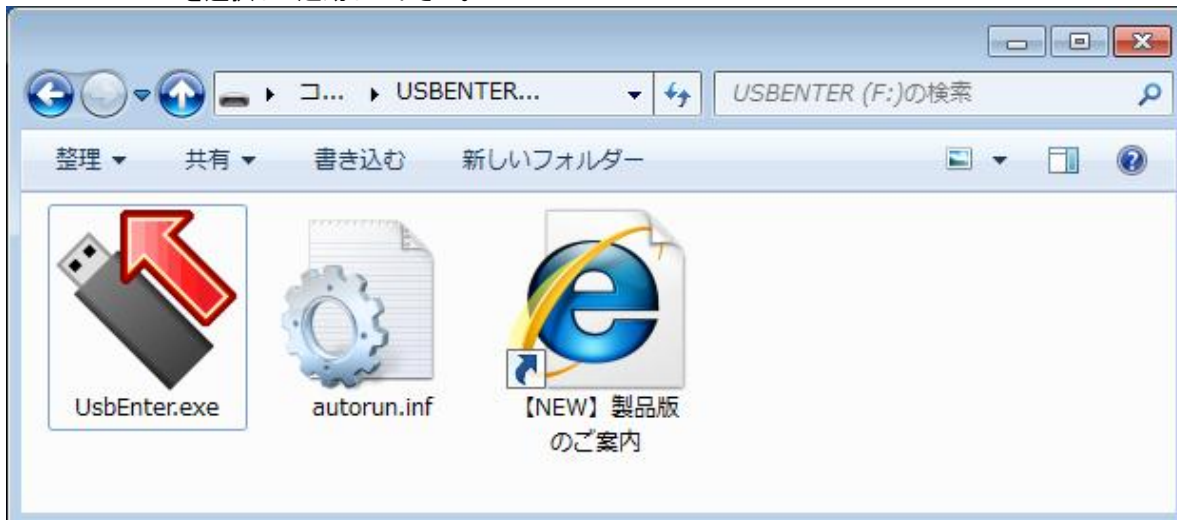 コ... USBENTER...
USBENTER (F:)の検索
整理 共有 書き込む 新しいフォルダー
UsbEnter.exe
autorun.inf
【NEW】製品版
のご案内